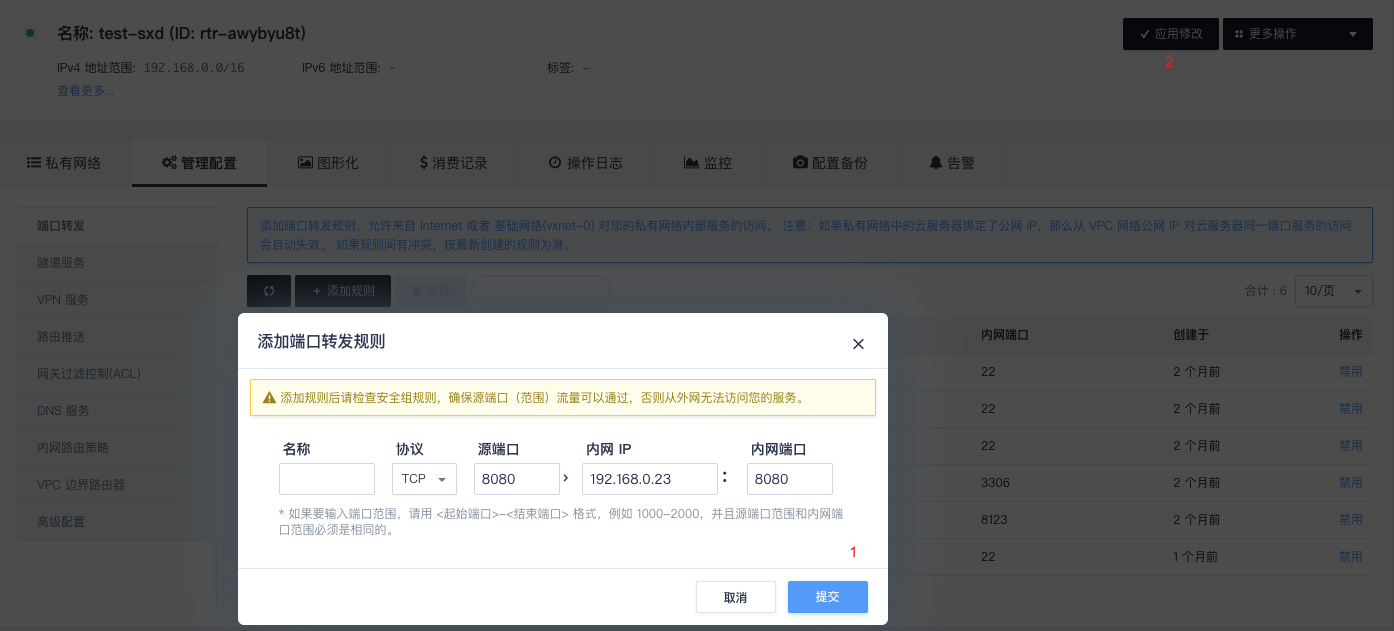 名称: test-sxd (ID: rtr-awybyu8t)
应用修改
更多操作
2
IPv4 地址范围: 192.168.0.0/16
IPv6 地址范围: -
标签: -
查看更多...
私有网络
管理配置
图形化
消费记录
操作日志
监控
配置备份
告警
端口转发
隧道服务
VPN 服务
路由推送
网关过滤控制(ACL)
DNS 服务
内网路由策略
VPC 边界路由器
高级配置
添加端口转发规则，允许来自 Internet 或者 基础网络(vxnet-0) 对您的私有网络内部服务的访问。 注意：如果私有网络中的云服务器绑定了公网 IP，那么从 VPC 网络公网 IP 对云服务器同一端口服务的访问
会自动失效。 如果规则间有冲突，按最新创建的规则为准。
+ 添加规则
删除
合计 : 6
10/页
内网端口
创建于
操作
22
2 个月前
禁用
22
2 个月前
禁用
22
2 个月前
禁用
3306
2 个月前
禁用
8123
2 个月前
禁用
22
1 个月前
禁用
添加端口转发规则
添加规则后请检查安全组规则，确保源端口（范围）流量可以通过，否则从外网无法访问您的服务。
名称
协议
源端口
内网 IP
内网端口
TCP
8080
›
192.168.0.23
:
8080
* 如果要输入端口范围，请用 <起始端口>-<结束端口> 格式，例如 1000-2000，并且源端口范围和内网端
口范围必须是相同的。
1
取消
提交